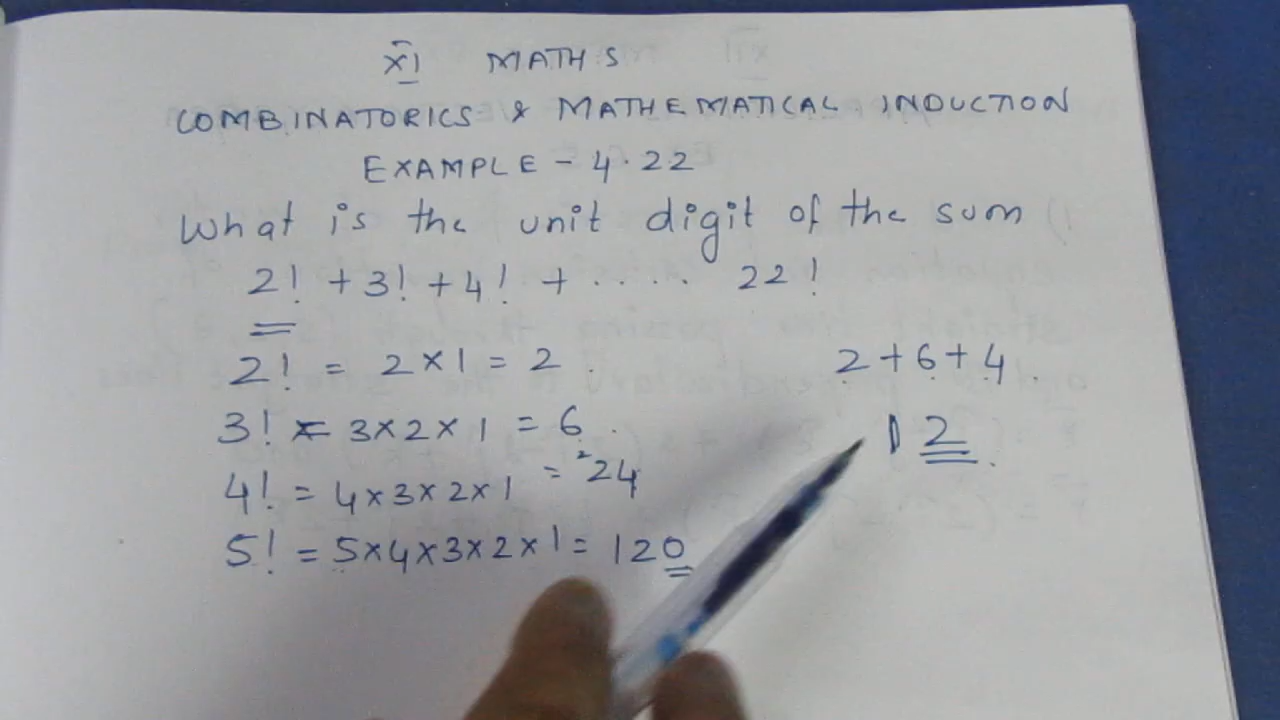 XI MATHS
COMBINATORICS & MATHEMATICAL INDUCTION
EXAMPLE - 4.22
What is the unit digit of the sum
2! + 3! + 4! + ..... 22!
2! = 2 × 1 = 2.
3! = 3 × 2 × 1 = 6.
4! = 4 × 3 × 2 × 1 = 24
5! = 5 × 4 × 3 × 2 × 1 = 120
2 + 6 + 4.
12.